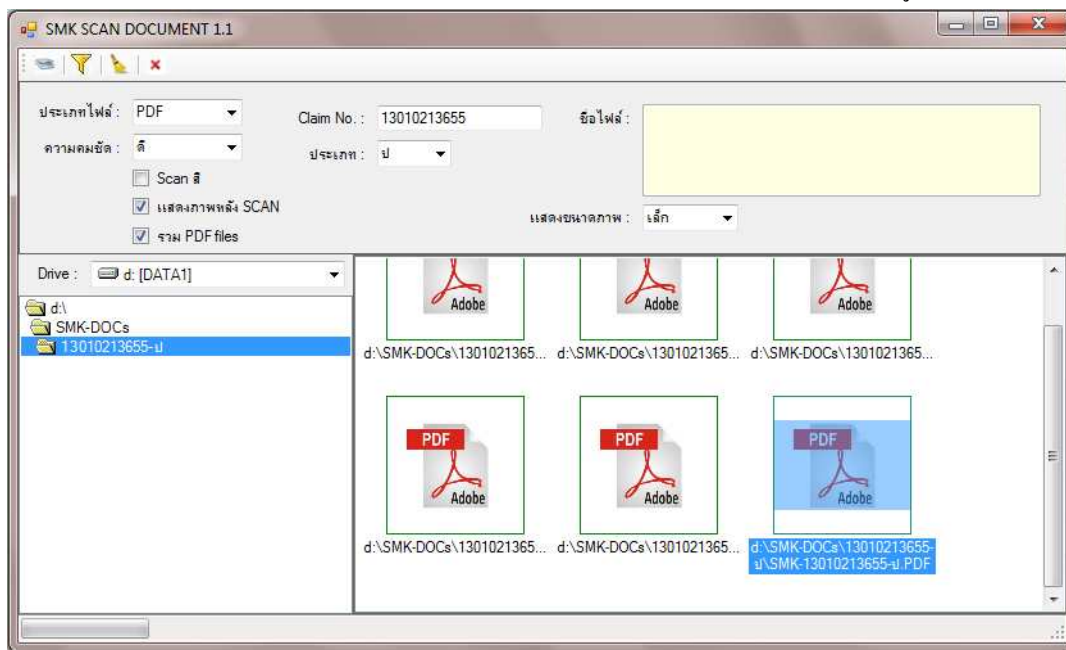 SMK SCAN DOCUMENT 1.1
ประเภทไฟล์ : PDF
Claim No. : 13010213655
ชื่อไฟล์ :
ความคมชัด : ดี
ประเภท : ป
Scan สี
แสดงภาพหลัง SCAN
แสดงขนาดภาพ : เล็ก
รวม PDF files
Drive : d: [DATA1]
d:\
SMK-DOCs
13010213655-ป
Adobe
Adobe
Adobe
d:\SMK-DOCs\1301021365...
d:\SMK-DOCs\1301021365...
d:\SMK-DOCs\1301021365...
PDF
Adobe
PDF
Adobe
PDF
Adobe
d:\SMK-DOCs\1301021365...
d:\SMK-DOCs\1301021365...
d:\SMK-DOCs\13010213655-
ป\SMK-13010213655-ป.PDF